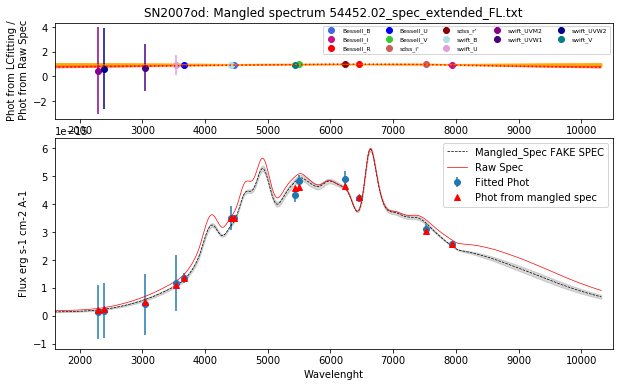 SN2007od: Mangled spectrum 54452.02_spec_extended_FL.txt
Phot from LCfitting /
Phot from Raw Spec
4
2
0
−2
Bessell_B
Bessell_I
Bessell_R
Bessell_U
Bessell_V
sdss_i'
sdss_r'
swift_B
swift_U
swift_UVM2
swift_UVW1
swift_UVW2
swift_V
2000 3000 4000 5000 6000 7000 8000 9000 10000
Flux erg s-1 cm-2 A-1
6
5
4
3
2
1
0
−1
Mangled_Spec FAKE SPEC
Raw Spec
Fitted Phot
Phot from mangled spec
2000 3000 4000 5000 6000 7000 8000 9000 10000
Wavelenght